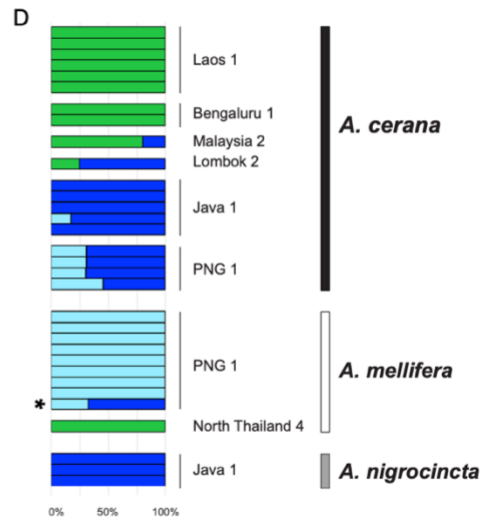 D
Laos 1
Bengaluru 1
Malaysia 2
Lombok 2
Java 1
PNG 1
A. cerana
PNG 1
*
North Thailand 4
A. mellifera
Java 1
A. nigrocincta
0% 50% 100%